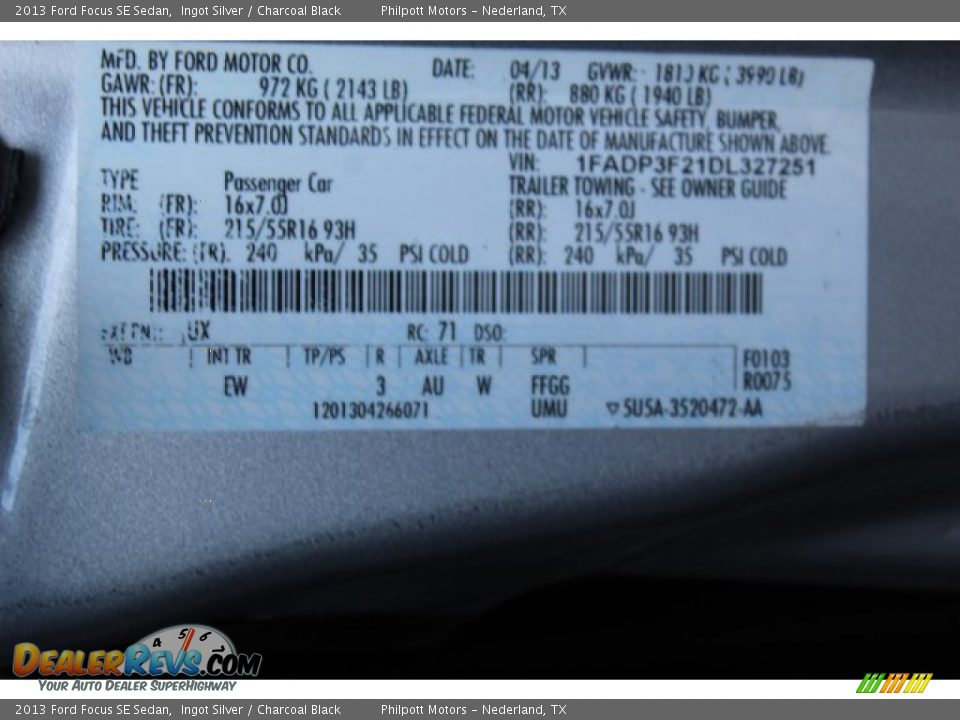 2013 Ford Focus SE Sedan,  Ingot Silver / Charcoal Black   Philpott Motors - Nederland, TX
MFD. BY FORD MOTOR CO.   DATE:   04/13   GVWR:
GAWR: (FR):   972 KG ( 2143 LB)   (RR):   880 KG ( 1940 LB)
THIS VEHICLE CONFORMS TO ALL APPLICABLE FEDERAL MOTOR VEHICLE SAFETY, BUMPER,
AND THEFT PREVENTION STANDARDS IN EFFECT ON THE DATE OF MANUFACTURE SHOWN ABOVE.
VIN:   1FADP3F21DL327251
TYPE   Passenger Car   TRAILER TOWING - SEE OWNER GUIDE
RIM:   (FR):   16x7.0J   (RR):   16x7.0J
TIRE:   (FR):   215/55R16 93H   (RR):   215/55R16 93H
PRESSURE: (FR):   240   kPa/   35   PSI COLD   (RR):   240   kPa/   35   PSI COLD
EXT PNT:   UX   RC:   71   DSO:
WB   INT TR   TP/PS   R   AXLE   TR   SPR   F0103
EW   3   AU   W   FFGG   R0075
1201304266071   UMU   ▽ 5U5A-3520472-AA
4 5 6
DEALERREVS.COM
YOUR AUTO DEALER SUPERHIGHWAY
2013 Ford Focus SE Sedan,  Ingot Silver / Charcoal Black   Philpott Motors - Nederland, TX